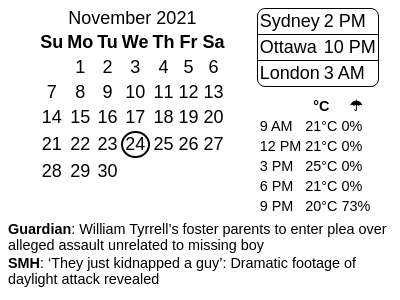 November 2021
Su Mo Tu We Th Fr Sa
1 2 3 4 5 6
7 8 9 10 11 12 13
14 15 16 17 18 19 20
21 22 23 24 25 26 27
28 29 30
Sydney 2 PM
Ottawa 10 PM
London 3 AM
°C ☂
9 AM 21°C 0%
12 PM 21°C 0%
3 PM 25°C 0%
6 PM 21°C 0%
9 PM 20°C 73%
Guardian: William Tyrrell’s foster parents to enter plea over
alleged assault unrelated to missing boy
SMH: ‘They just kidnapped a guy’: Dramatic footage of
daylight attack revealed